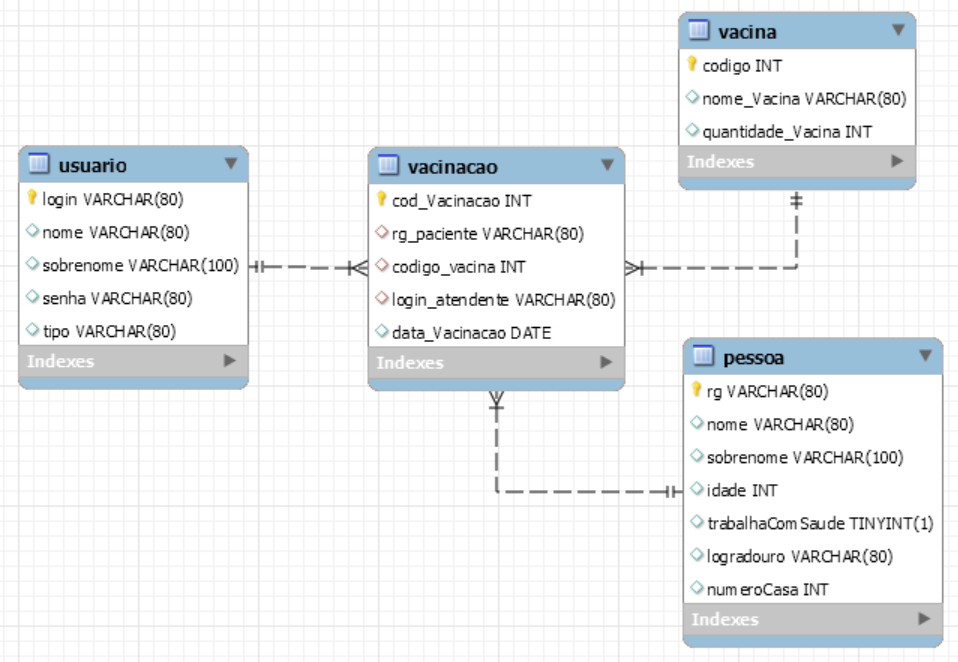 vacina
codigo INT
nome_Vacina VARCHAR(80)
quantidade_Vacina INT
Indexes
usuario
login VARCHAR(80)
nome VARCHAR(80)
sobrenome VARCHAR(100)
senha VARCHAR(80)
tipo VARCHAR(80)
Indexes
vacinacao
cod_Vacinacao INT
rg_paciente VARCHAR(80)
codigo_vacina INT
login_atendente VARCHAR(80)
data_Vacinacao DATE
Indexes
pessoa
rg VARCHAR(80)
nome VARCHAR(80)
sobrenome VARCHAR(100)
idade INT
trabalhaComSaude TINYINT(1)
logradouro VARCHAR(80)
numeroCasa INT
Indexes